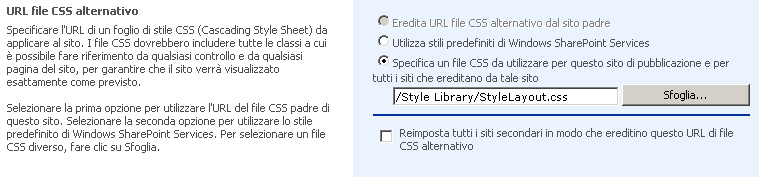 URL file CSS alternativo
Specificare l'URL di un foglio di stile CSS (Cascading Style Sheet) da
applicare al sito. I file CSS dovrebbero includere tutte le classi a cui
è possibile fare riferimento da qualsiasi controllo e da qualsiasi
pagina del sito, per garantire che il sito verrà visualizzato
esattamente come previsto.
Selezionare la prima opzione per utilizzare l'URL del file CSS padre di
questo sito. Selezionare la seconda opzione per utilizzare lo stile
predefinito di Windows SharePoint Services. Per selezionare un file
CSS diverso, fare clic su Sfoglia.
Eredita URL file CSS alternativo dal sito padre
Utilizza stili predefiniti di Windows SharePoint Services
Specifica un file CSS da utilizzare per questo sito di pubblicazione e per
tutti i siti che ereditano da tale sito
/Style Library/StyleLayout.css
Sfoglia...
Reimposta tutti i siti secondari in modo che ereditino questo URL di file
CSS alternativo